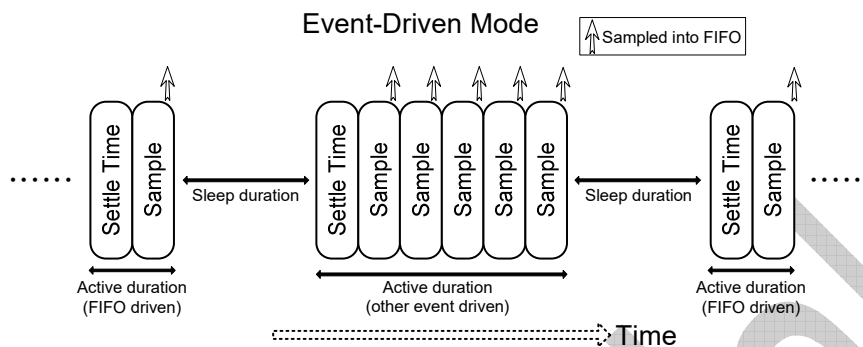 Event-Driven Mode
Sampled into FIFO
Settle Time
Sample
Sleep duration
Settle Time
Sample
Sample
Sample
Sample
Sample
Sleep duration
Settle Time
Sample
Active duration
(FIFO driven)
Active duration
(other event driven)
Active duration
(FIFO driven)
Time